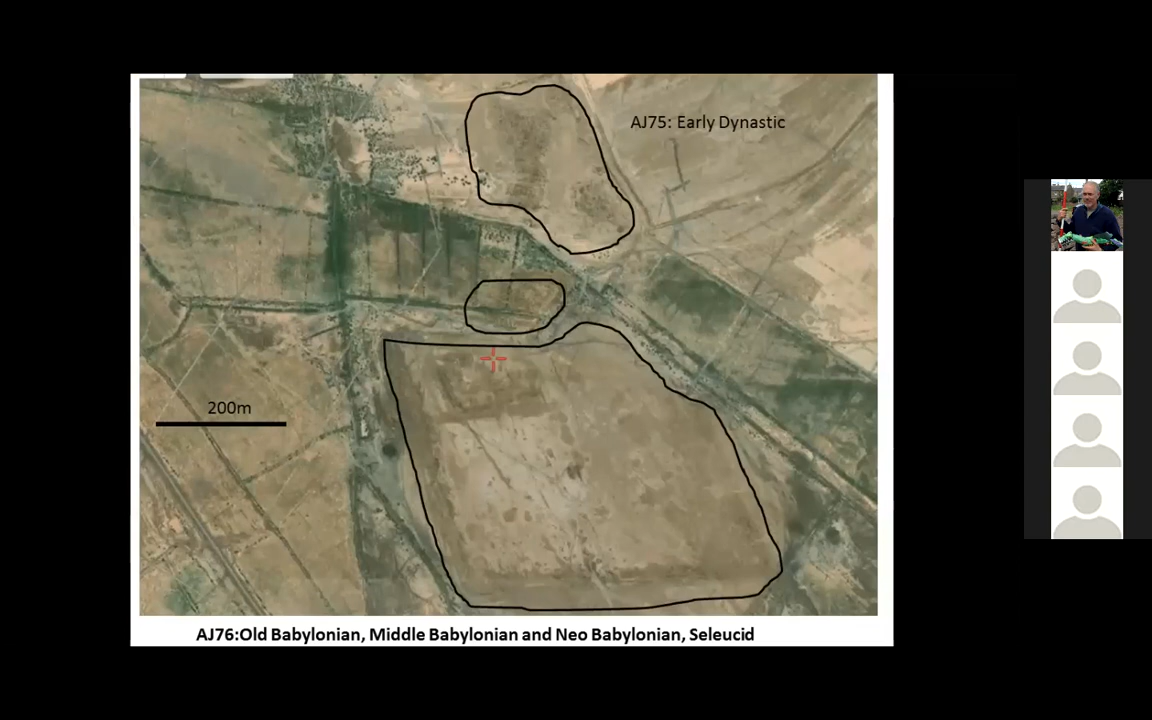 AJ75: Early Dynastic
200m
AJ76:Old Babylonian, Middle Babylonian and Neo Babylonian, Seleucid